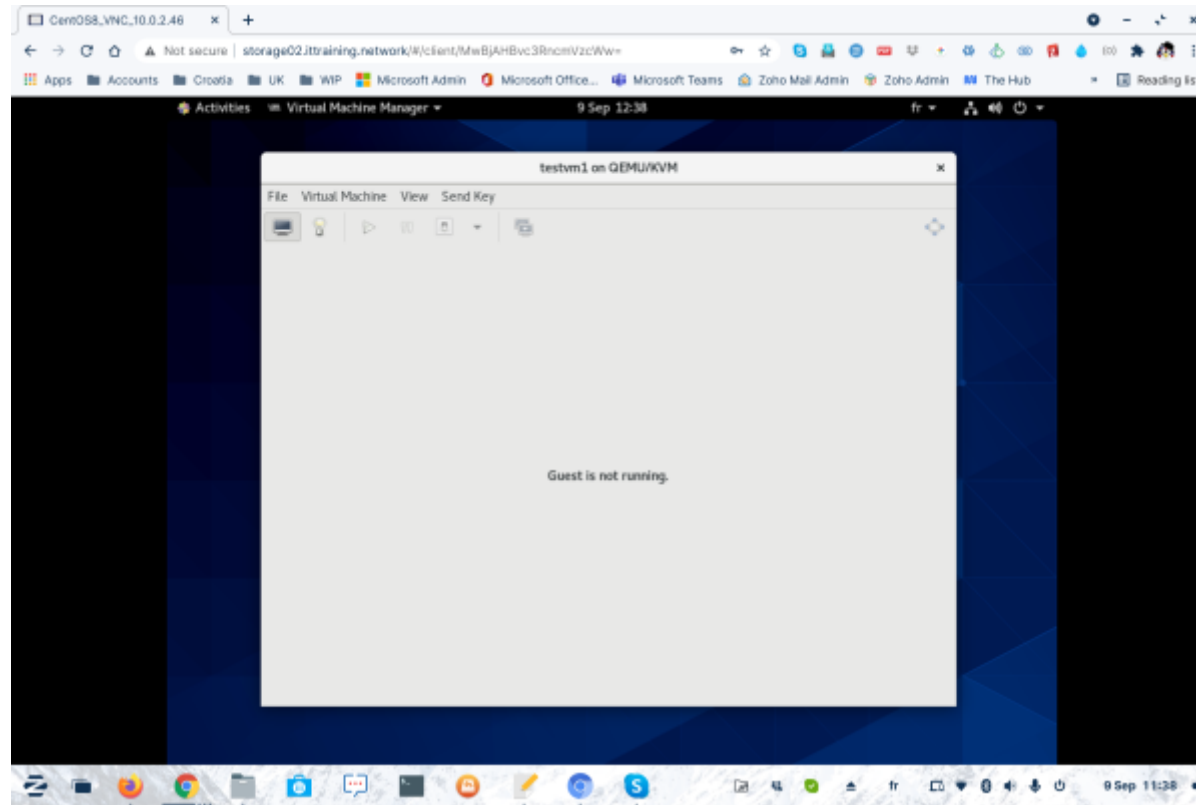 CentOS8_VNC_10.0.2.46
Not secure | storage02.ittraining.network/#/client/MwBjAHBvc3RncmVzcWw=
Apps Accounts Croatia UK WIP Microsoft Admin Microsoft Office... Microsoft Teams Zoho Mail Admin Zoho Admin The Hub » Reading lis
Activities Virtual Machine Manager 9 Sep 12:38 fr
testvm1 on QEMU/KVM
File Virtual Machine View Send Key
Guest is not running.
fr 9 Sep 11:38